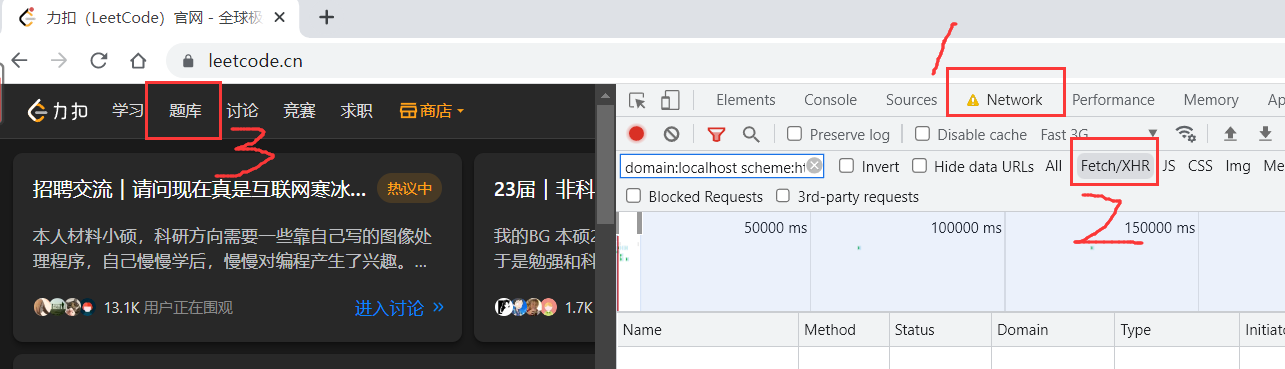 力扣（LeetCode）官网 - 全球极
leetcode.cn
1
力扣 学习 题库 讨论 竞赛 求职 商店
3
招聘交流 | 请问现在真是互联网寒冰... 热议中
本人材料小硕，科研方向需要一些靠自己写的图像处
理程序，自己慢慢学后，慢慢对编程产生了兴趣。...
13.1K 用户正在围观 进入讨论 »
23届 | 非科
我的BG 本硕2
于是勉强和科
1.7K
Elements Console Sources Network Performance Memory Ap
Preserve log Disable cache Fast 3G
domain:localhost scheme:ht Invert Hide data URLs All Fetch/XHR JS CSS Img Me
Blocked Requests 3rd-party requests
2
50000 ms 100000 ms 150000 ms
Name Method Status Domain Type Initiato